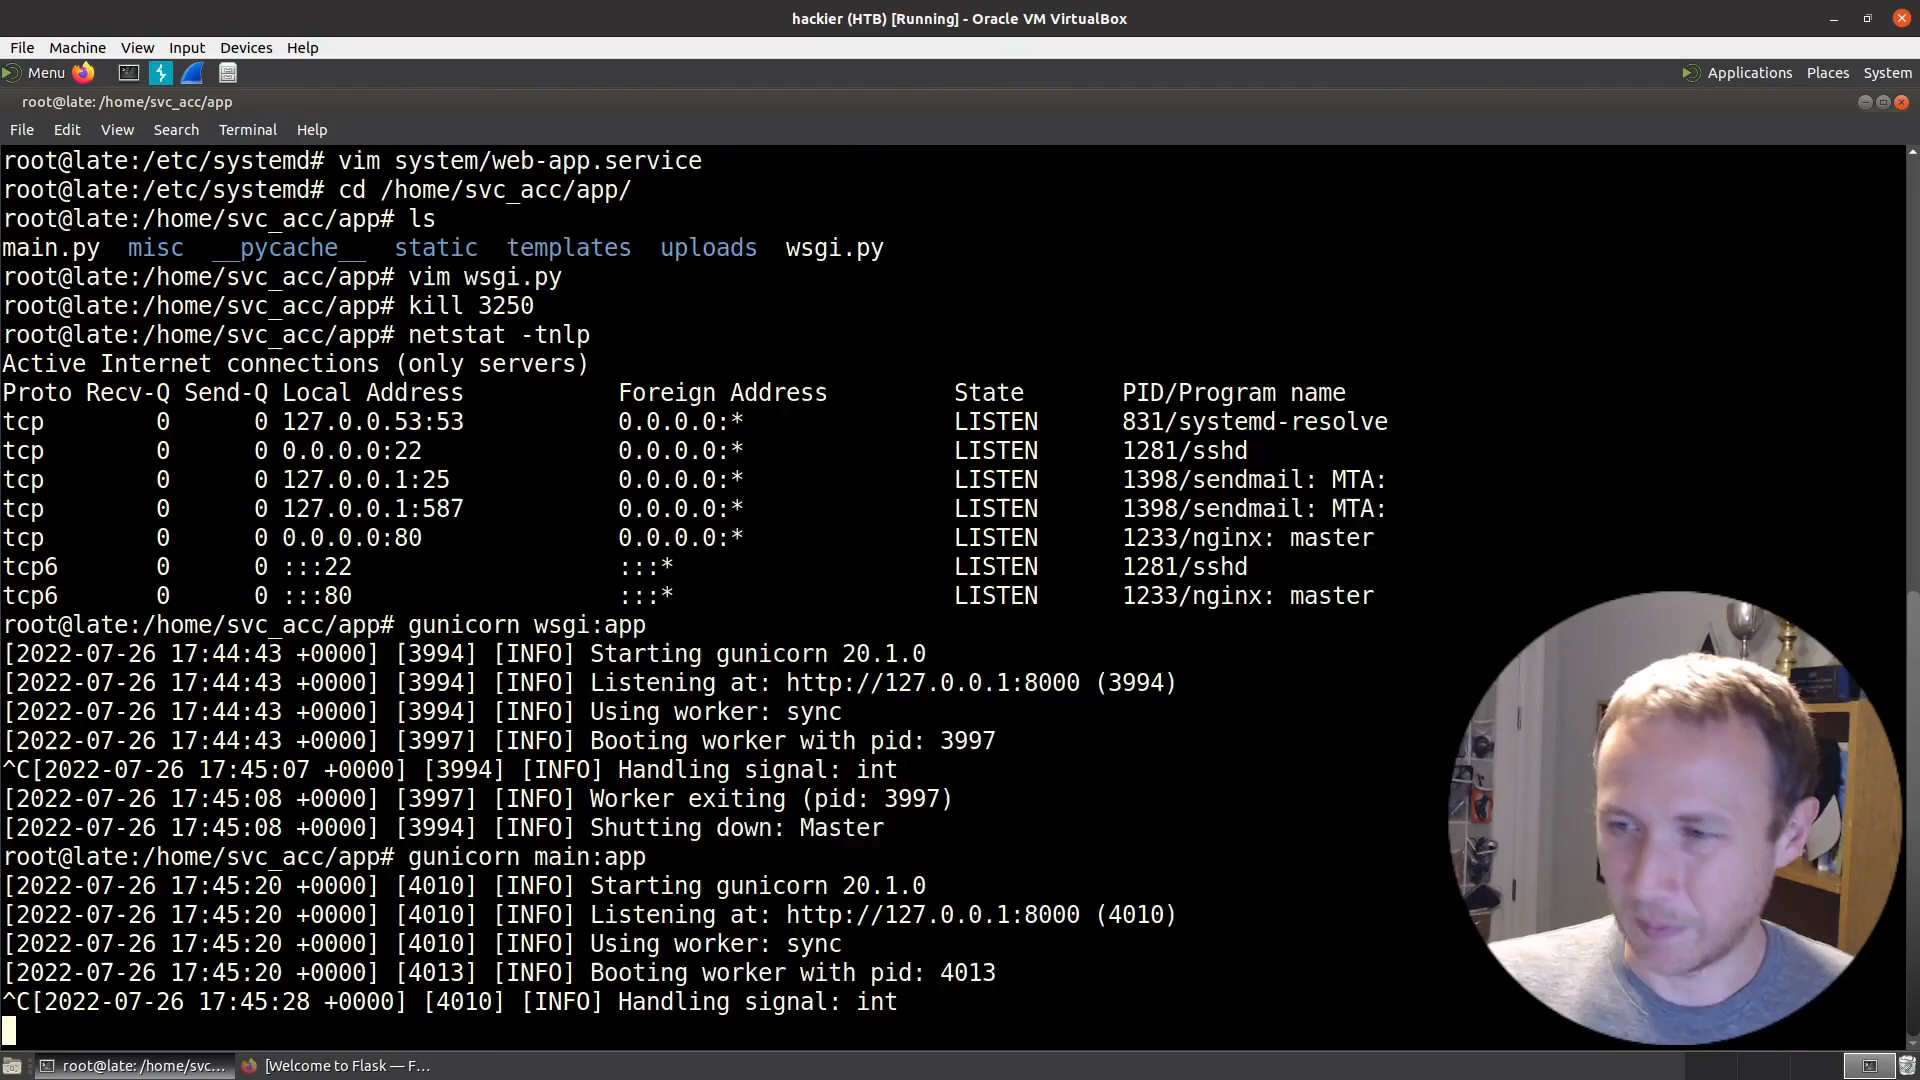 hackier (HTB) [Running] - Oracle VM VirtualBox
File Machine View Input Devices Help
Menu Applications Places System
root@late: /home/svc_acc/app
File Edit View Search Terminal Help
root@late:/etc/systemd# vim system/web-app.service
root@late:/etc/systemd# cd /home/svc_acc/app/
root@late:/home/svc_acc/app# ls
main.py misc __pycache__ static templates uploads wsgi.py
root@late:/home/svc_acc/app# vim wsgi.py
root@late:/home/svc_acc/app# kill 3250
root@late:/home/svc_acc/app# netstat -tnlp
Active Internet connections (only servers)
Proto Recv-Q Send-Q Local Address Foreign Address State PID/Program name
tcp 0 0 127.0.0.53:53 0.0.0.0:* LISTEN 831/systemd-resolve
tcp 0 0 0.0.0.0:22 0.0.0.0:* LISTEN 1281/sshd
tcp 0 0 127.0.0.1:25 0.0.0.0:* LISTEN 1398/sendmail: MTA:
tcp 0 0 127.0.0.1:587 0.0.0.0:* LISTEN 1398/sendmail: MTA:
tcp 0 0 0.0.0.0:80 0.0.0.0:* LISTEN 1233/nginx: master
tcp6 0 0 :::22 :::* LISTEN 1281/sshd
tcp6 0 0 :::80 :::* LISTEN 1233/nginx: master
root@late:/home/svc_acc/app# gunicorn wsgi:app
[2022-07-26 17:44:43 +0000] [3994] [INFO] Starting gunicorn 20.1.0
[2022-07-26 17:44:43 +0000] [3994] [INFO] Listening at: http://127.0.0.1:8000 (3994)
[2022-07-26 17:44:43 +0000] [3994] [INFO] Using worker: sync
[2022-07-26 17:44:43 +0000] [3997] [INFO] Booting worker with pid: 3997
^C[2022-07-26 17:45:07 +0000] [3994] [INFO] Handling signal: int
[2022-07-26 17:45:08 +0000] [3997] [INFO] Worker exiting (pid: 3997)
[2022-07-26 17:45:08 +0000] [3994] [INFO] Shutting down: Master
root@late:/home/svc_acc/app# gunicorn main:app
[2022-07-26 17:45:20 +0000] [4010] [INFO] Starting gunicorn 20.1.0
[2022-07-26 17:45:20 +0000] [4010] [INFO] Listening at: http://127.0.0.1:8000 (4010)
[2022-07-26 17:45:20 +0000] [4010] [INFO] Using worker: sync
[2022-07-26 17:45:20 +0000] [4013] [INFO] Booting worker with pid: 4013
^C[2022-07-26 17:45:28 +0000] [4010] [INFO] Handling signal: int
root@late: /home/svc... [Welcome to Flask — F...